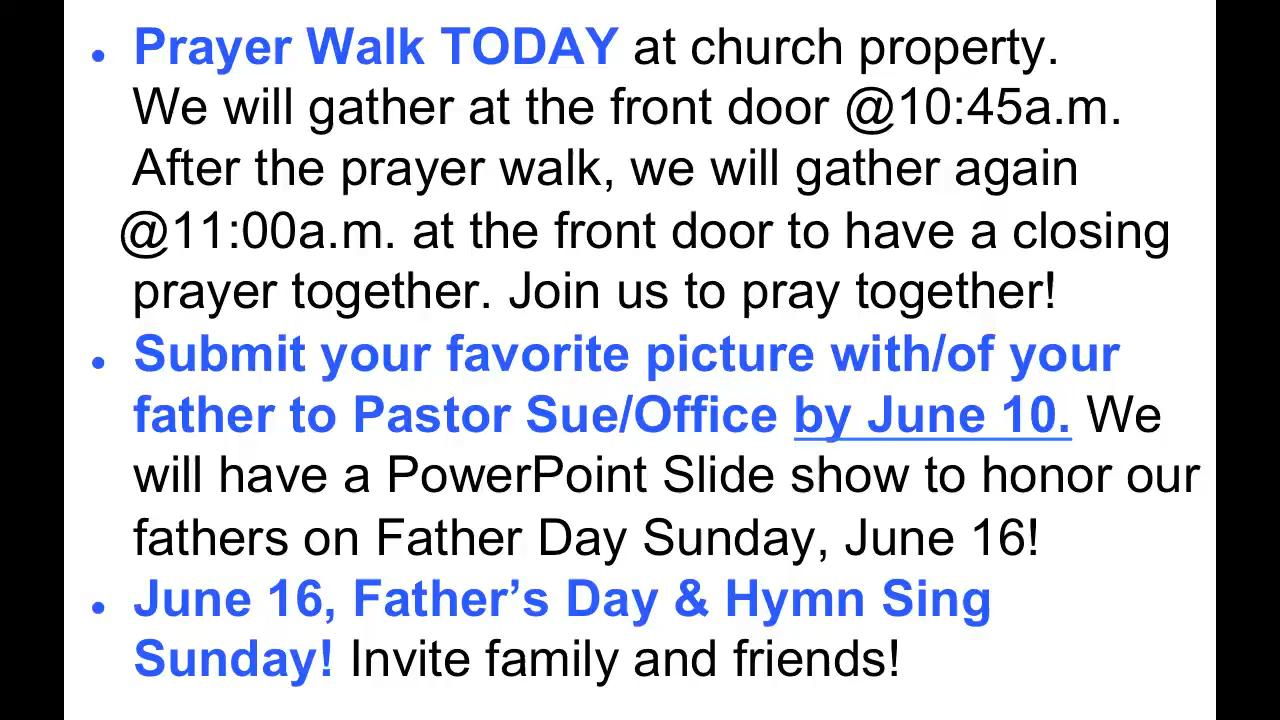 • Prayer Walk TODAY at church property.
We will gather at the front door @10:45a.m.
After the prayer walk, we will gather again
@11:00a.m. at the front door to have a closing
prayer together. Join us to pray together!
• Submit your favorite picture with/of your
father to Pastor Sue/Office by June 10. We
will have a PowerPoint Slide show to honor our
fathers on Father Day Sunday, June 16!
• June 16, Father’s Day & Hymn Sing
Sunday! Invite family and friends!